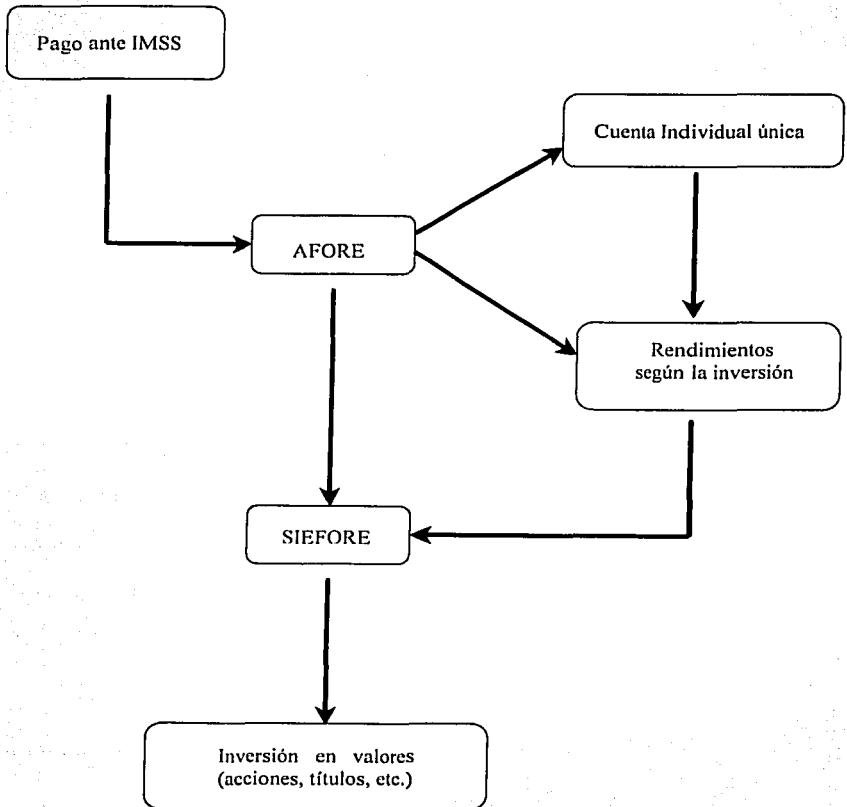 Pago ante IMSS
Cuenta Individual única
AFORE
Rendimientos
según la inversión
SIEFORE
Inversión en valores
(acciones, títulos, etc.)